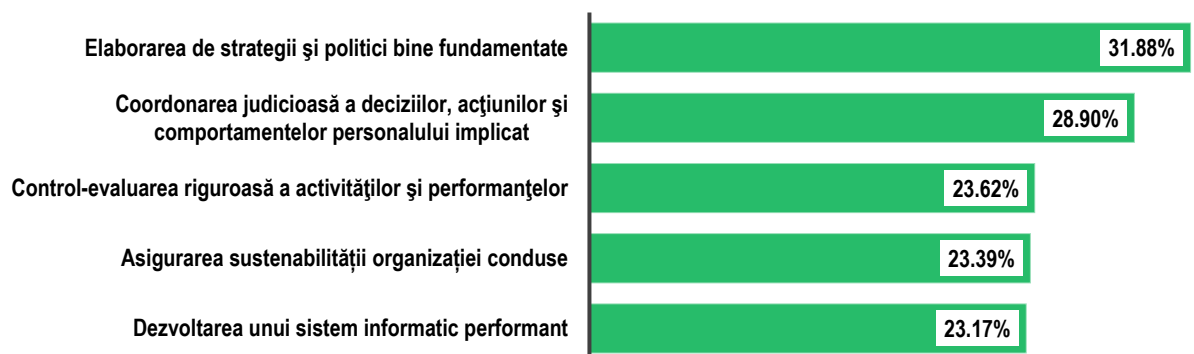 Elaborarea de strategii şi politici bine fundamentate
31.88%
Coordonarea judicioasă a deciziilor, acţiunilor şi
comportamentelor personalului implicat
28.90%
Control-evaluarea riguroasă a activităţilor şi performanţelor
23.62%
Asigurarea sustenabilității organizației conduse
23.39%
Dezvoltarea unui sistem informatic performant
23.17%